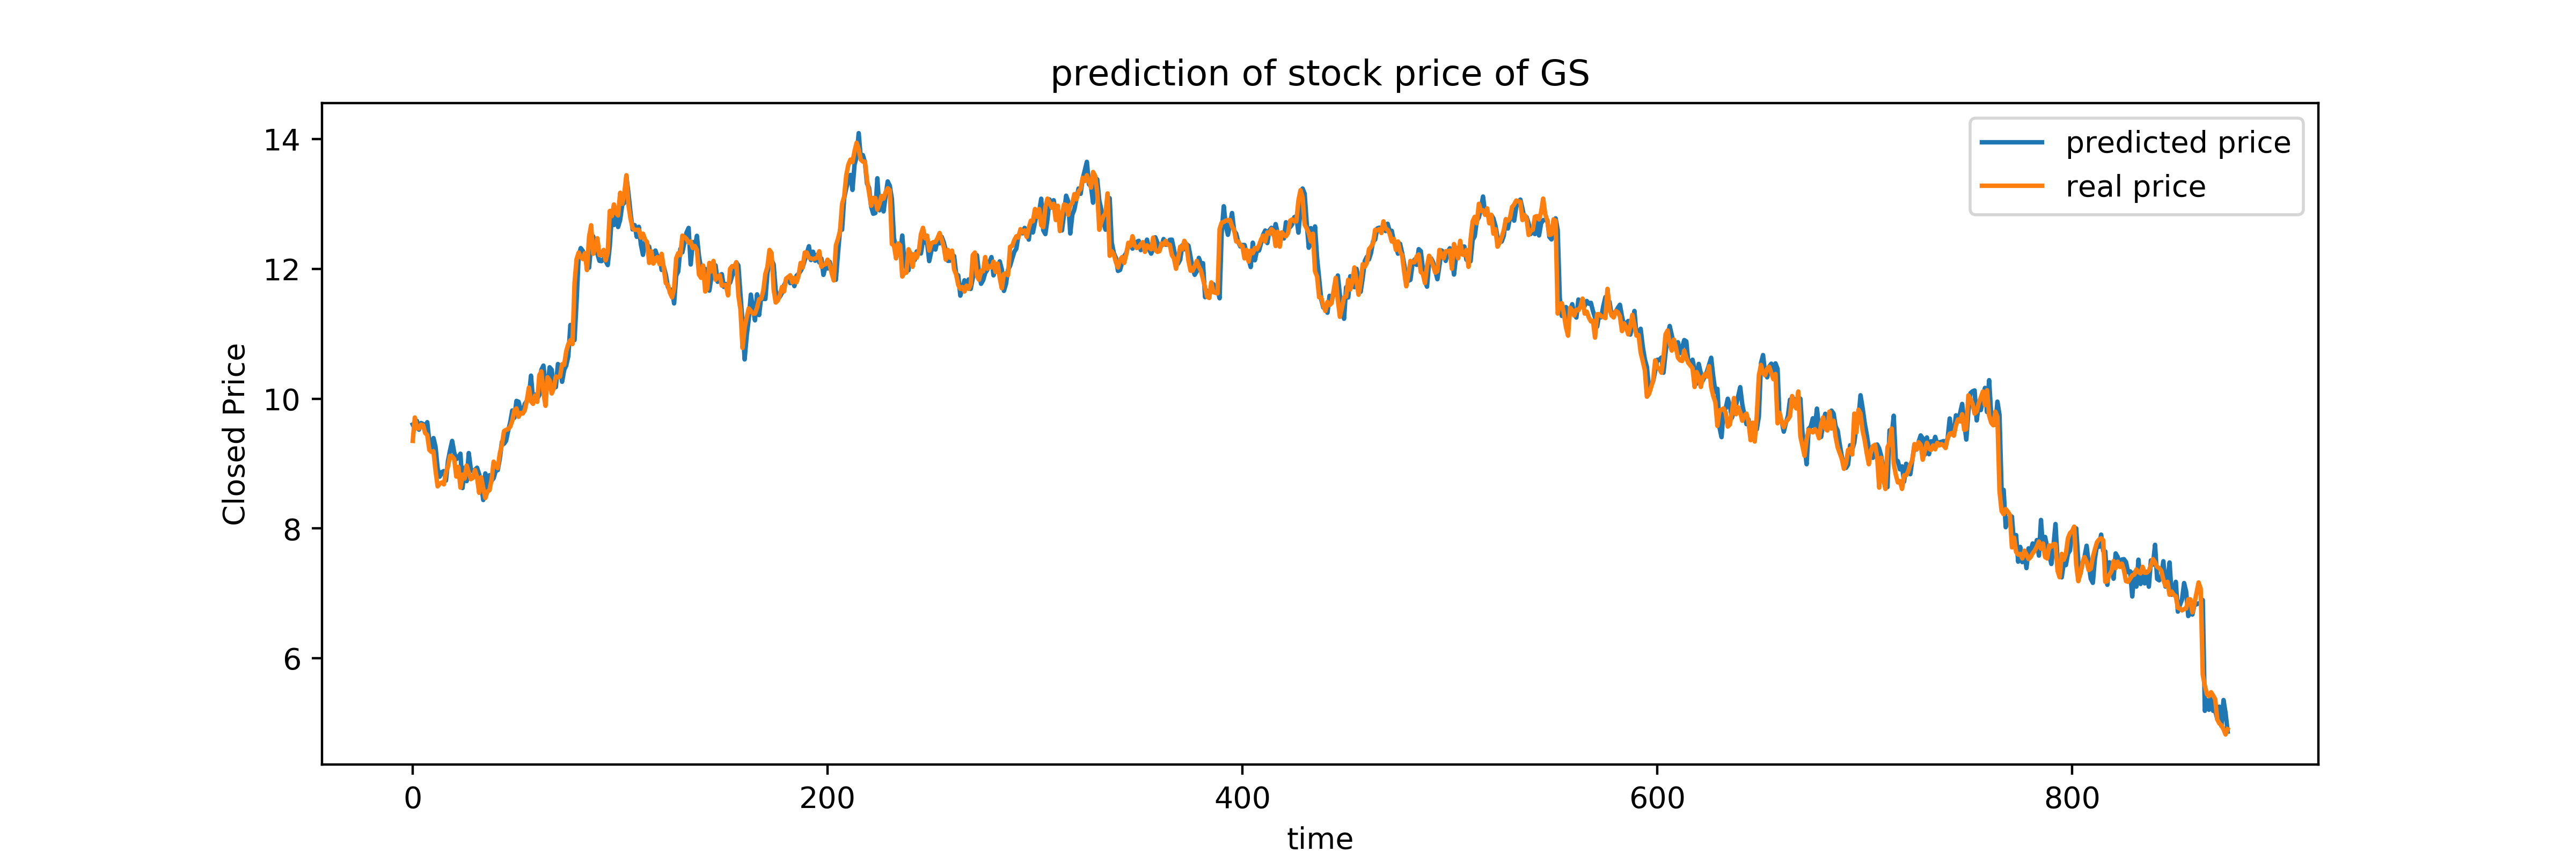 prediction of stock price of GS
predicted price
real price
Closed Price
14
12
10
8
6
0 200 400 600 800
time